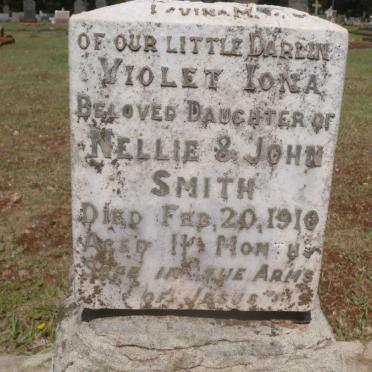 OF OUR LITTLE DARLING
VIOLET IONA
BELOVED DAUGHTER OF
NELLIE & JOHN
SMITH
DIED FEB. 20, 1910
AGED 11 MONTHS
SAFE IN THE ARMS
OF JESUS